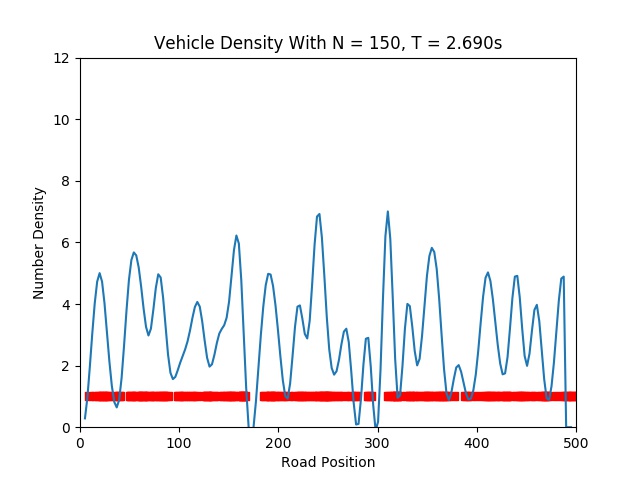 Vehicle Density With N = 150, T = 2.690s
12
10
8
6
4
2
0
Number Density
0 100 200 300 400 500
Road Position